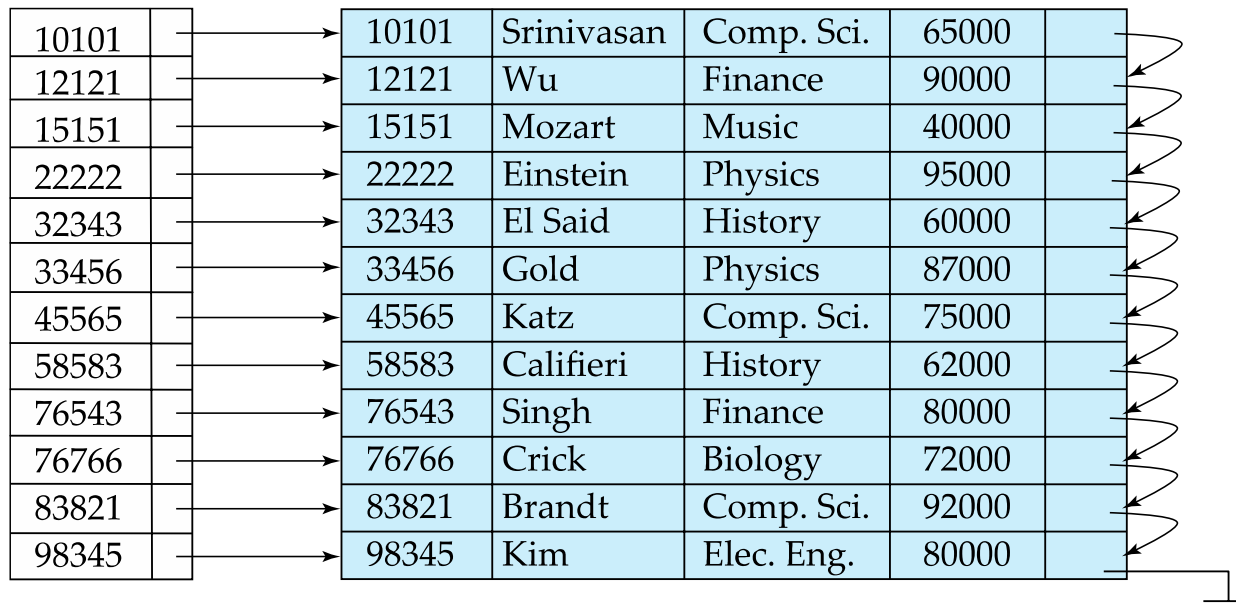 10101 10101 Srinivasan Comp. Sci. 65000
12121 12121 Wu Finance 90000
15151 15151 Mozart Music 40000
22222 22222 Einstein Physics 95000
32343 32343 El Said History 60000
33456 33456 Gold Physics 87000
45565 45565 Katz Comp. Sci. 75000
58583 58583 Califieri History 62000
76543 76543 Singh Finance 80000
76766 76766 Crick Biology 72000
83821 83821 Brandt Comp. Sci. 92000
98345 98345 Kim Elec. Eng. 80000